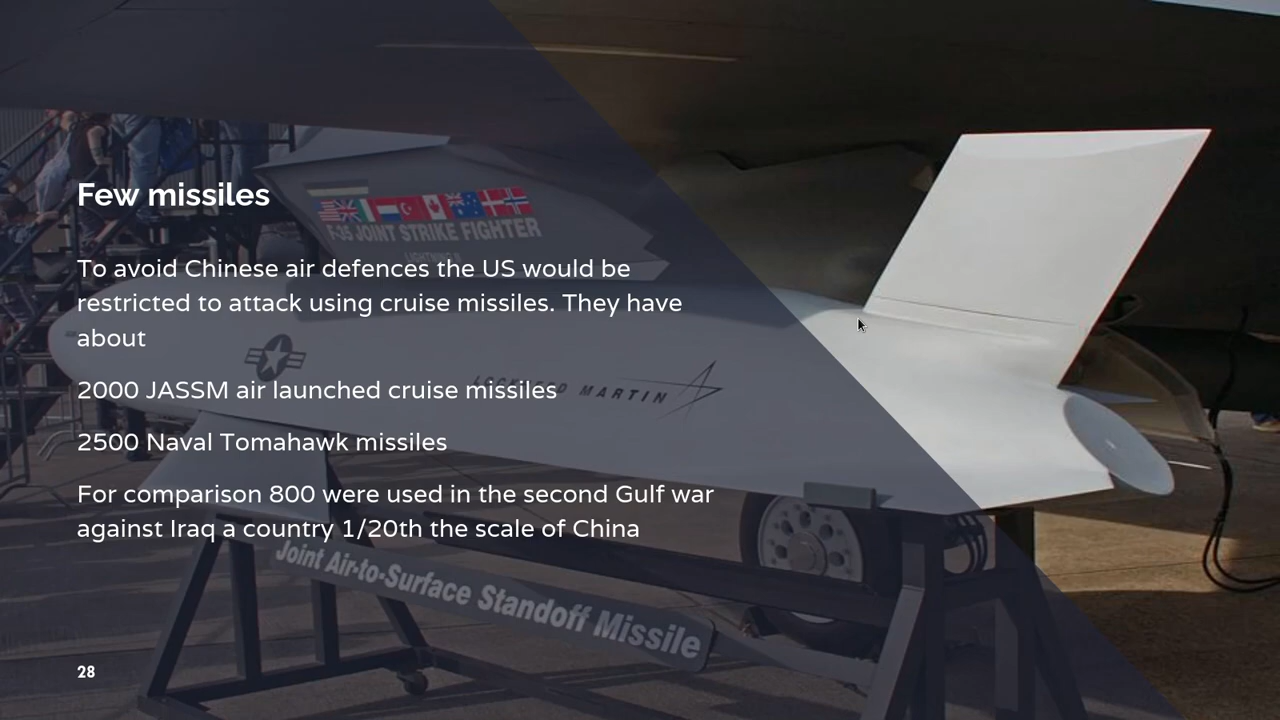 Few missiles
To avoid Chinese air defences the US would be
restricted to attack using cruise missiles. They have
about
2000 JASSM air launched cruise missiles
2500 Naval Tomahawk missiles
For comparison 800 were used in the second Gulf war
against Iraq a country 1/20th the scale of China
28
F-35 JOINT STRIKE FIGHTER
LIGHTNING II
LOCKHEED MARTIN
Joint Air-to-Surface Standoff Missile